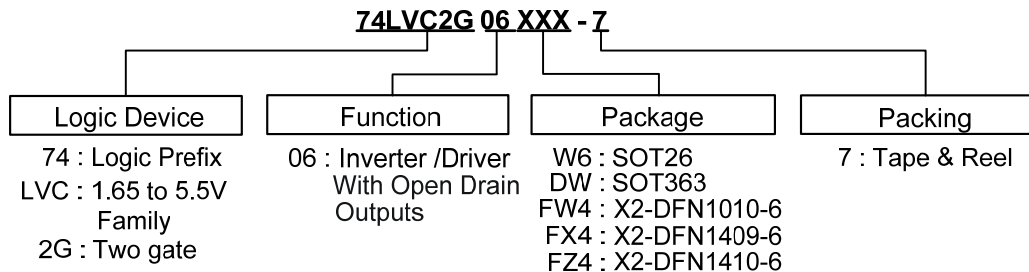 74LVC2G 06 XXX - 7
Logic Device
74 : Logic Prefix
LVC : 1.65 to 5.5V
Family
2G : Two gate
Function
06 : Inverter /Driver
With Open Drain
Outputs
Package
W6 : SOT26
DW : SOT363
FW4 : X2-DFN1010-6
FX4 : X2-DFN1409-6
FZ4 : X2-DFN1410-6
Packing
7 : Tape & Reel